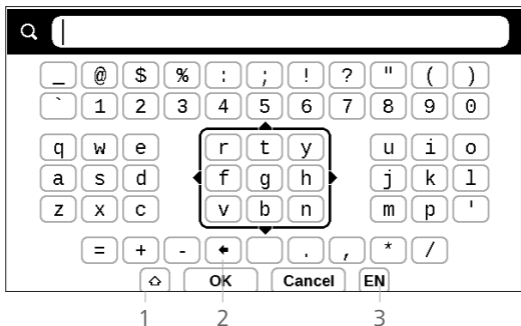 _ @ $ % : ; ! ? " ( )
` 1 2 3 4 5 6 7 8 9 0
q w e r t y u i o
a s d f g h j k l
z x c v b n m p '
= + - . , * /
OK Cancel EN
1 2 3